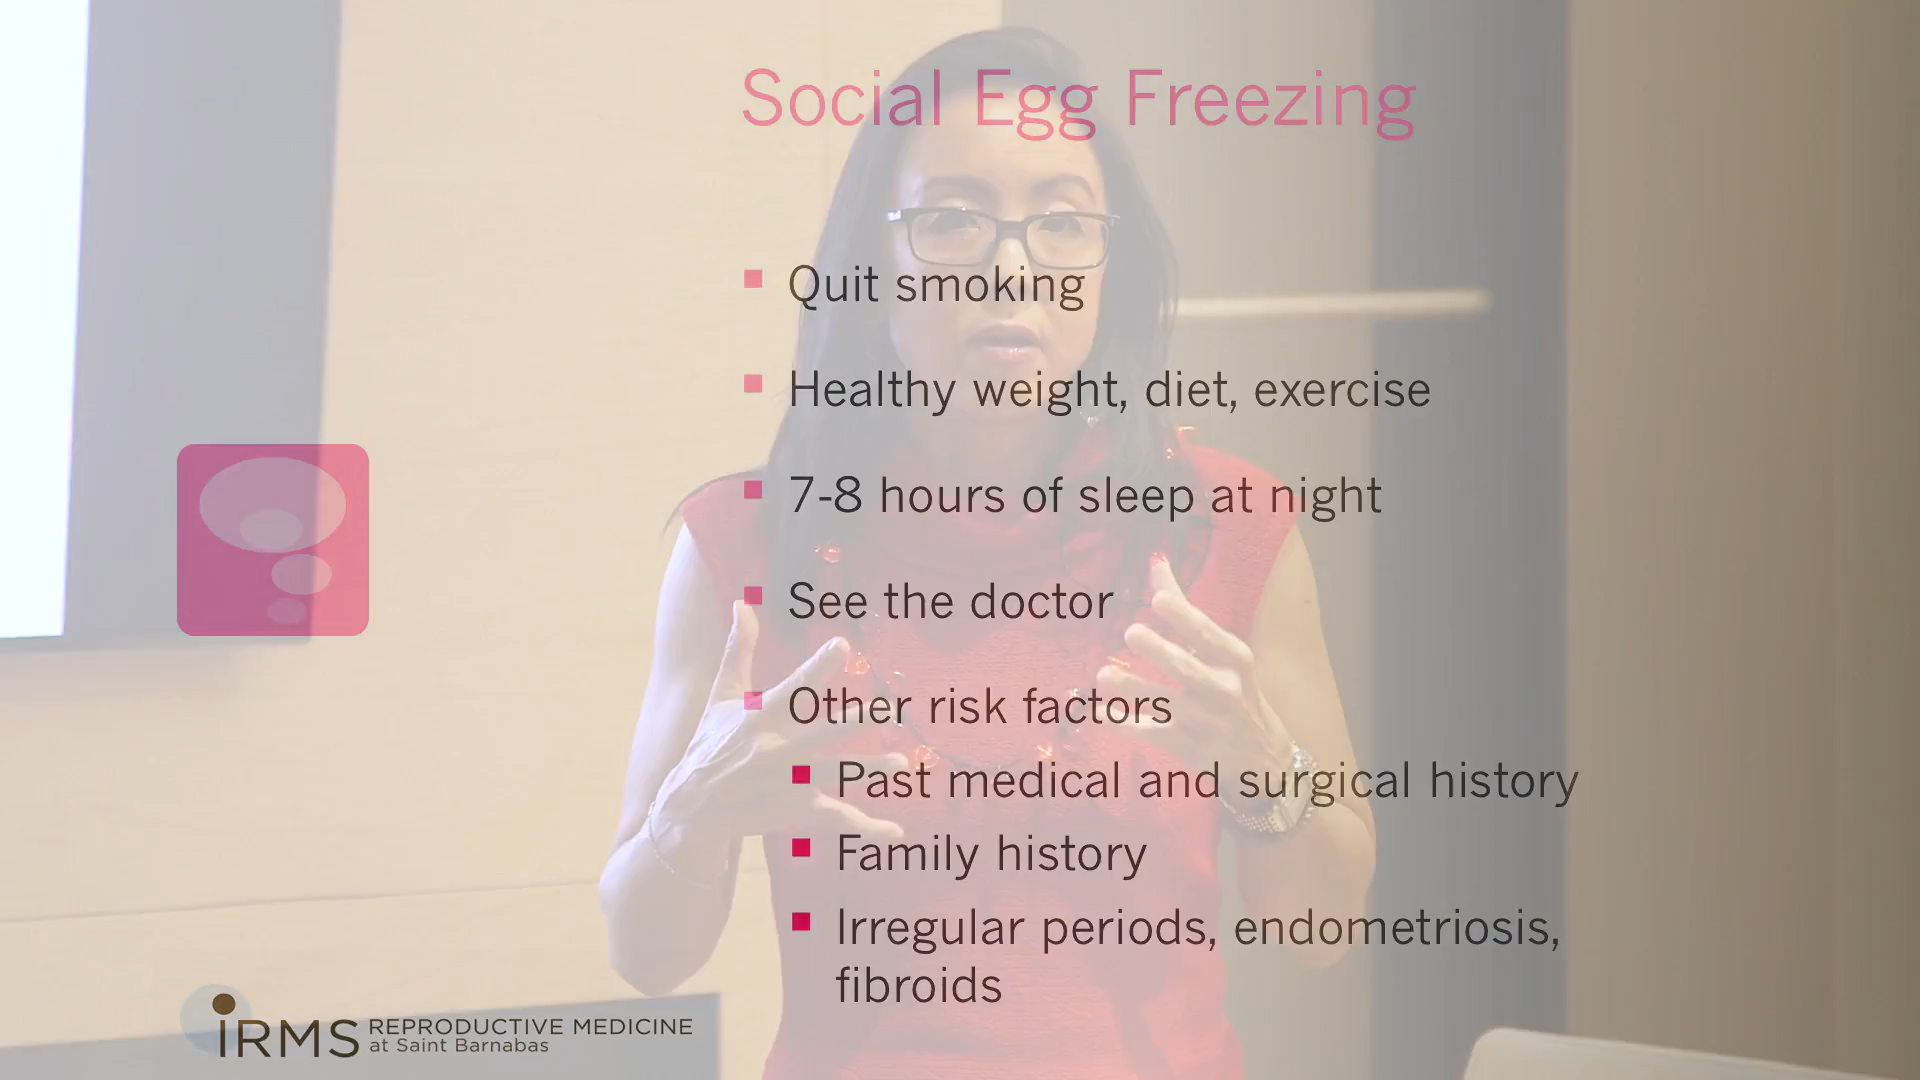 Social Egg Freezing
Quit smoking
Healthy weight, diet, exercise
7-8 hours of sleep at night
See the doctor
Other risk factors
Past medical and surgical history
Family history
Irregular periods, endometriosis,
fibroids
iRMS REPRODUCTIVE MEDICINE
at Saint Barnabas